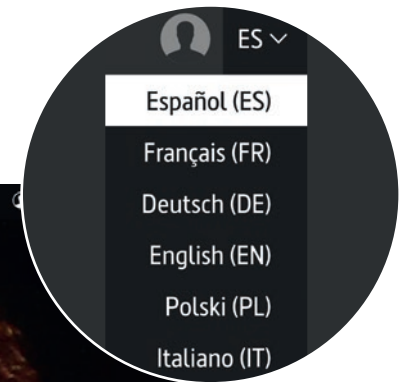 ES
Español (ES)
Français (FR)
Deutsch (DE)
English (EN)
Polski (PL)
Italiano (IT)